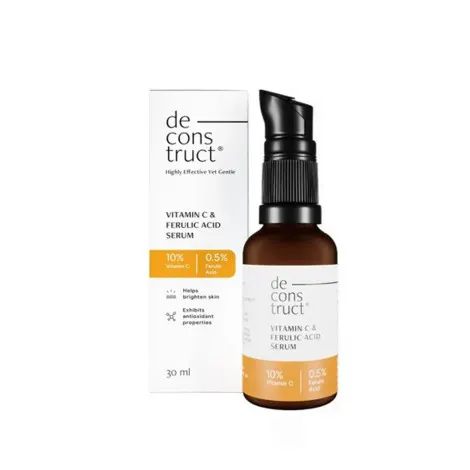 de
cons
truct®
Highly Effective Yet Gentle
VITAMIN C &
FERULIC ACID
SERUM
10%
Vitamin C
0.5%
Ferulic
Acid
Helps
brighten skin
Exhibits
antioxidant
properties
30 ml
de
cons
truct®
VITAMIN C &
FERULIC ACID
SERUM
10%
Vitamin C
0.5%
Ferulic
Acid